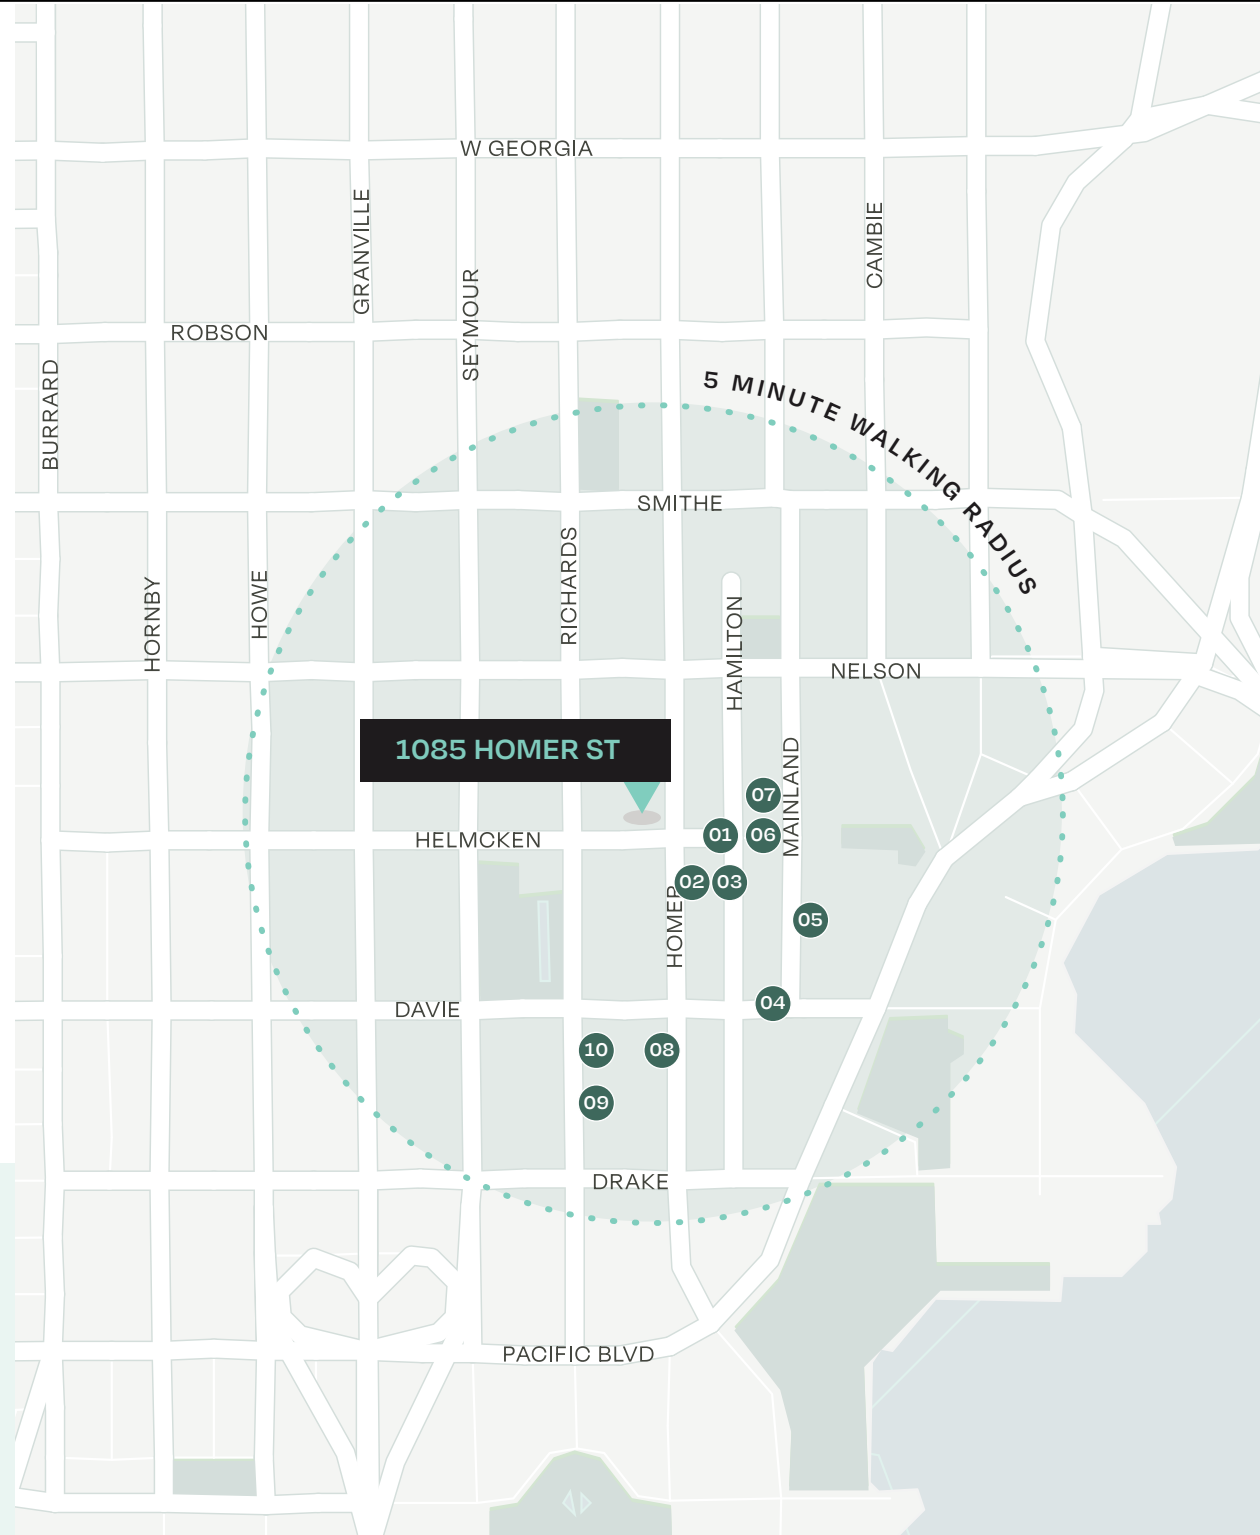 W GEORGIA
GRANVILLE
CAMBIE
SEYMOUR
ROBSON
BURRARD
5 MINUTE WALKING RADIUS
SMITHE
RICHARDS
HORNBY
HOWE
HAMILTON
NELSON
1085 HOMER ST
MAINLAND
07
01
06
HELMCKEN
02
03
HOMER
05
04
DAVIE
10
08
09
DRAKE
PACIFIC BLVD